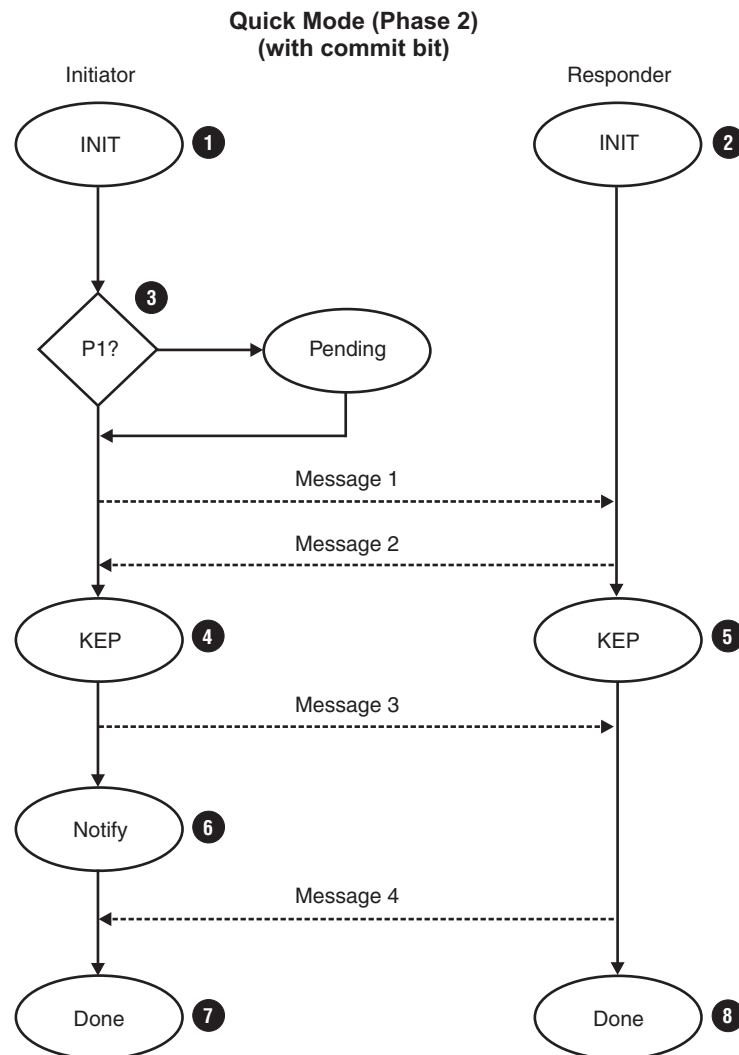 Quick Mode (Phase 2)
(with commit bit)
Initiator
Responder
INIT
1
INIT
2
3
P1?
Pending
Message 1
Message 2
KEP
4
KEP
5
Message 3
Notify
6
Message 4
Done
7
Done
8